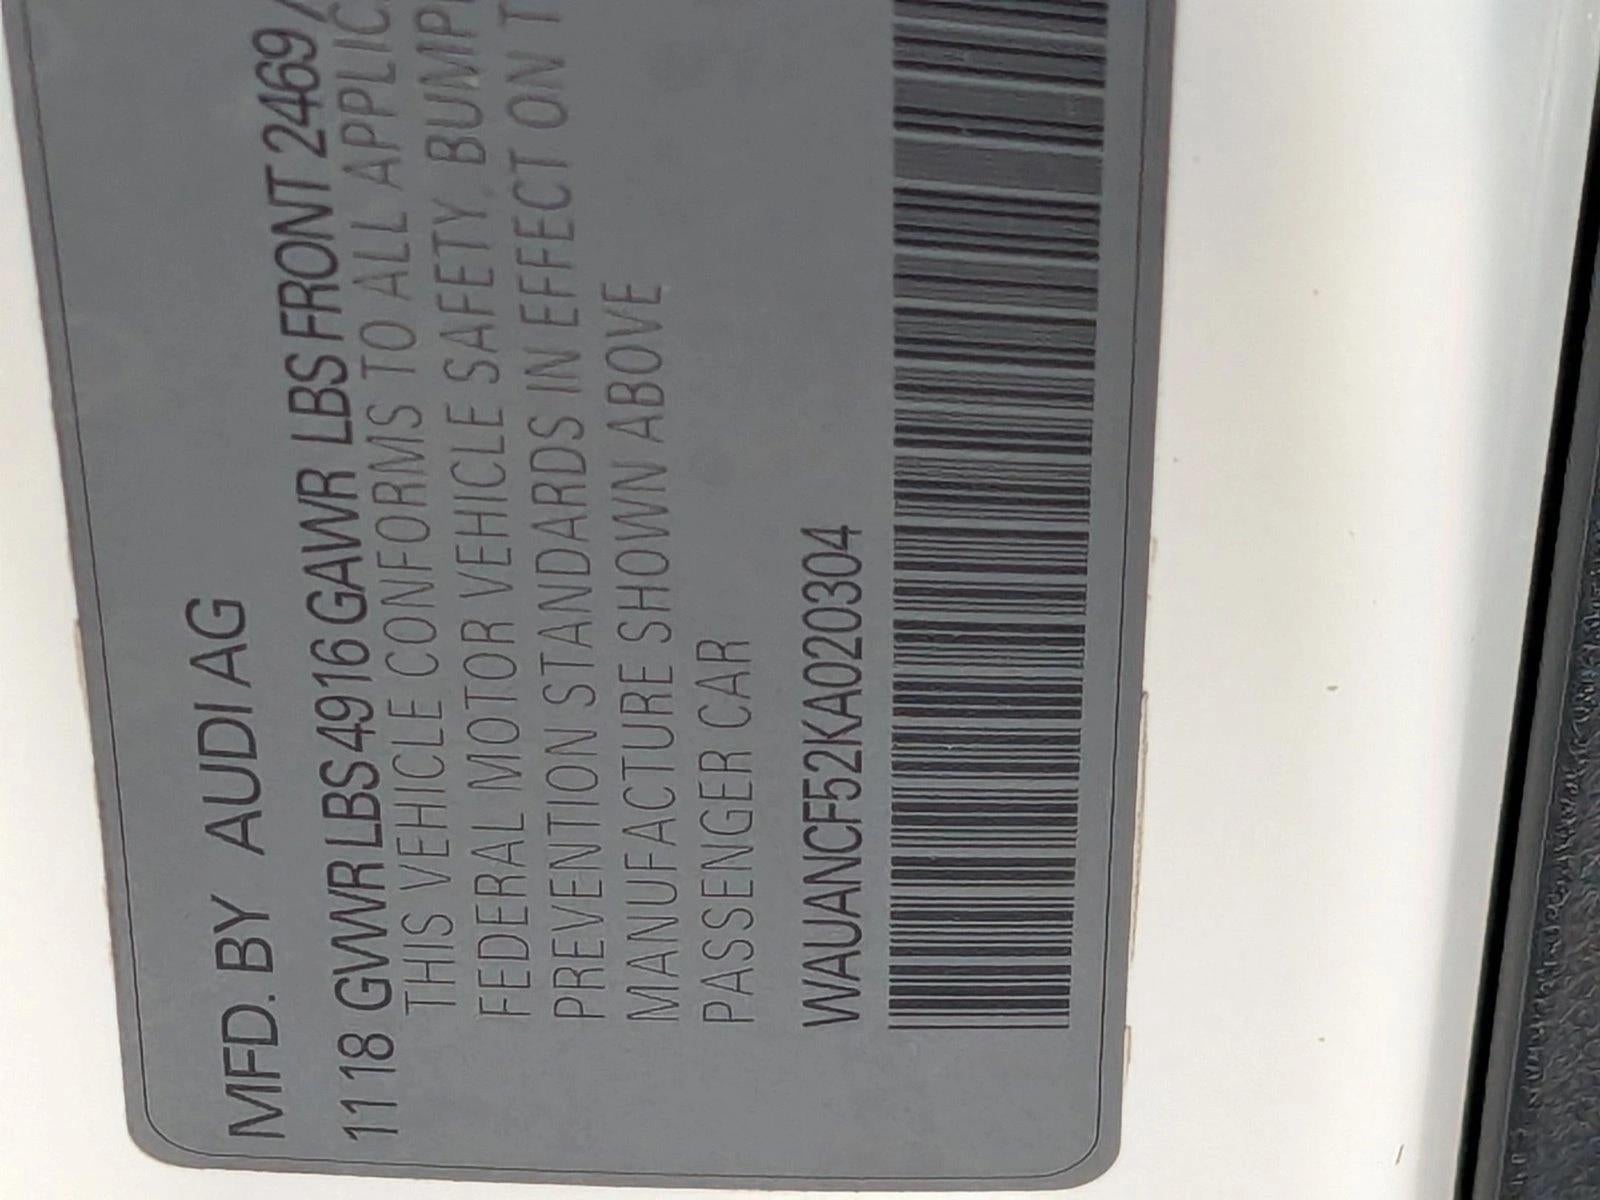 MFD. BY AUDI AG
11 18 GVWR LBS 4916 GAWR LBS FRONT 2469
THIS VEHICLE CONFORMS TO ALL APPLIC
FEDERAL MOTOR VEHICLE SAFETY, BUMP
PREVENTION STANDARDS IN EFFECT ON T
MANUFACTURE SHOWN ABOVE
PASSENGER CAR
WAUANCF52KA020304